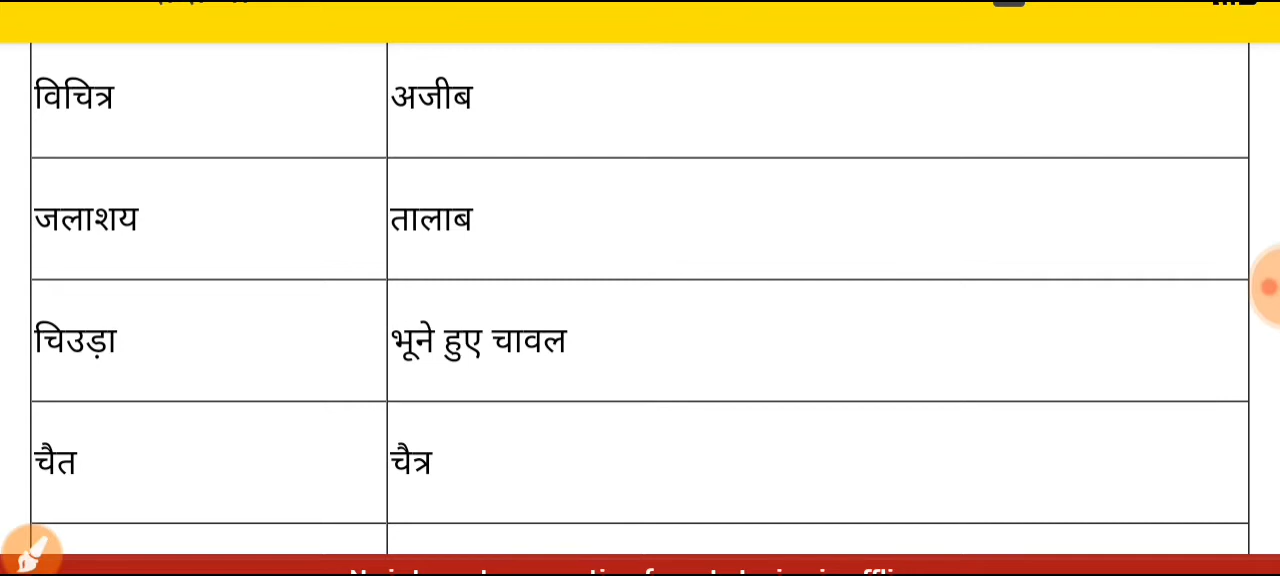 विचित्र अजीब
जलाशय तालाब
चिउड़ा भूने हुए चावल
चैत चैत्र